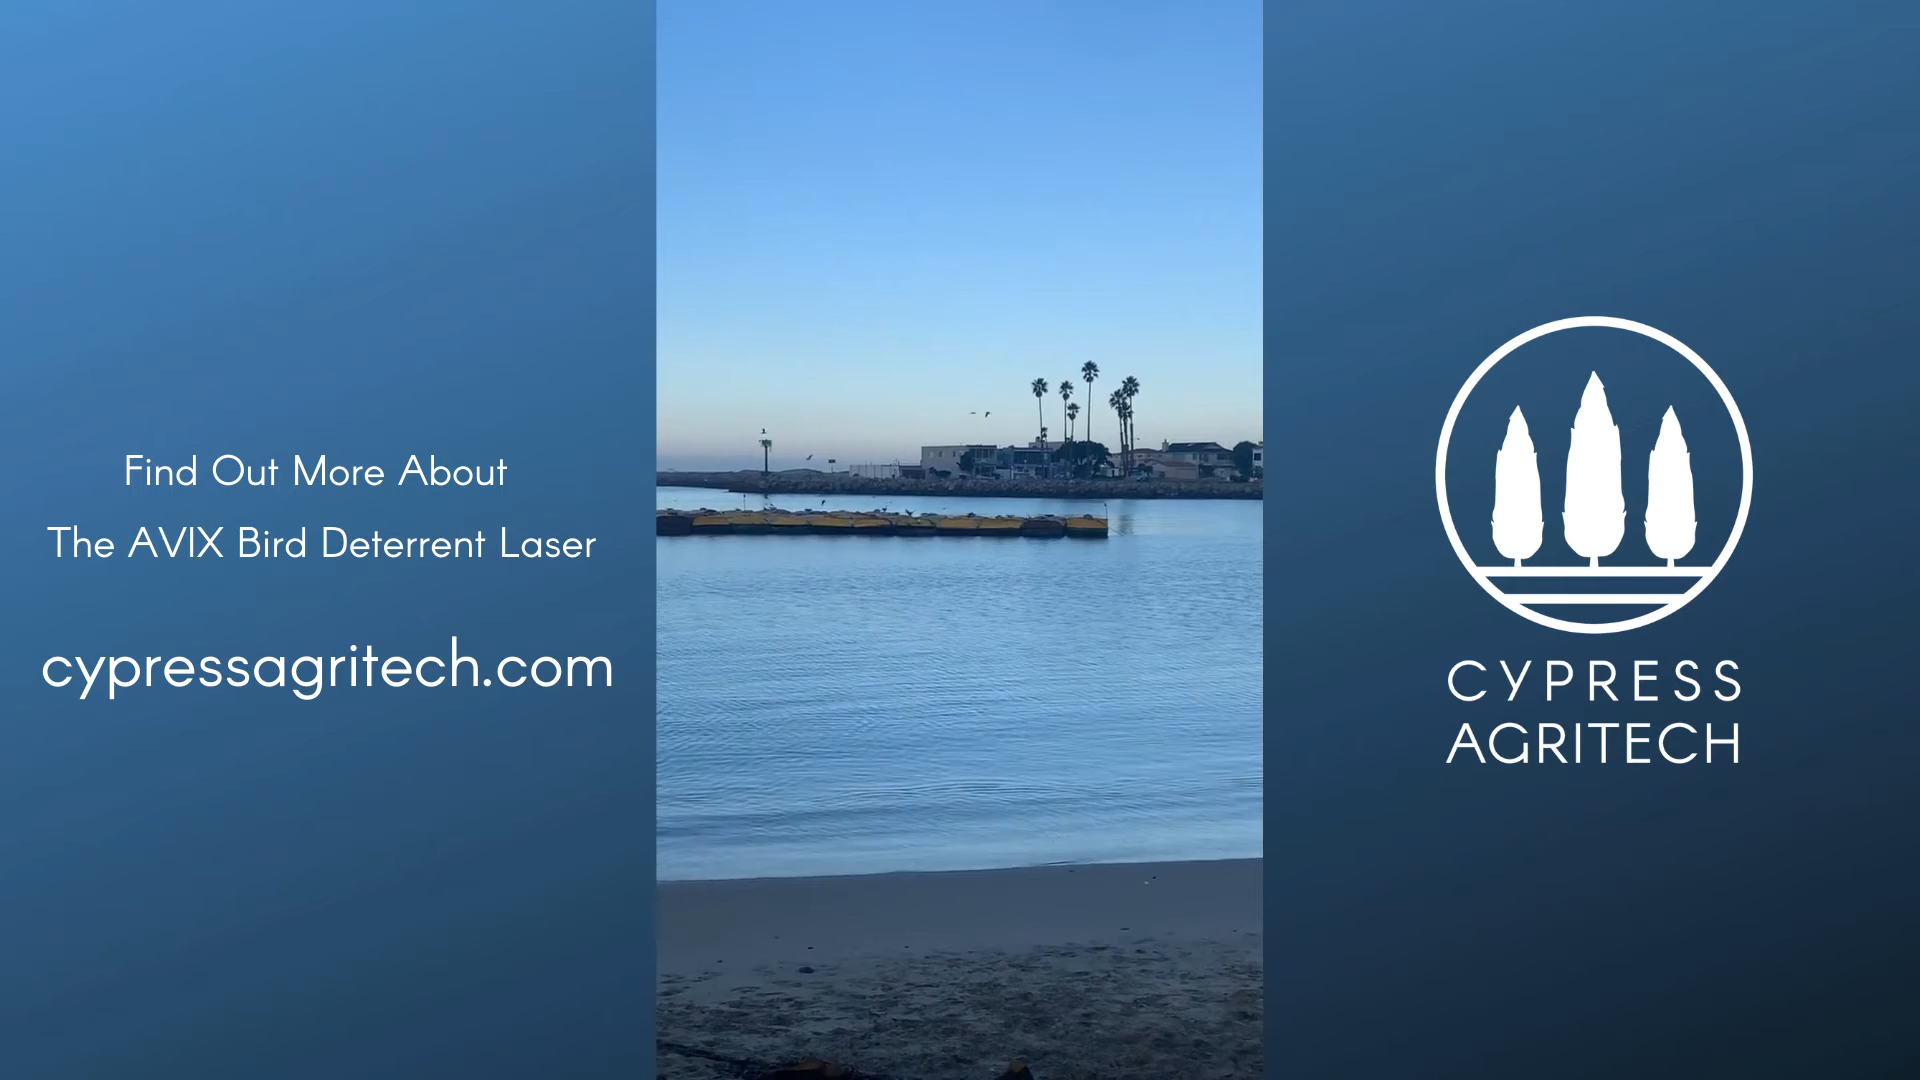 Find Out More About
The AVIX Bird Deterrent Laser
cypressagritech.com
CYPRESS
AGRITECH